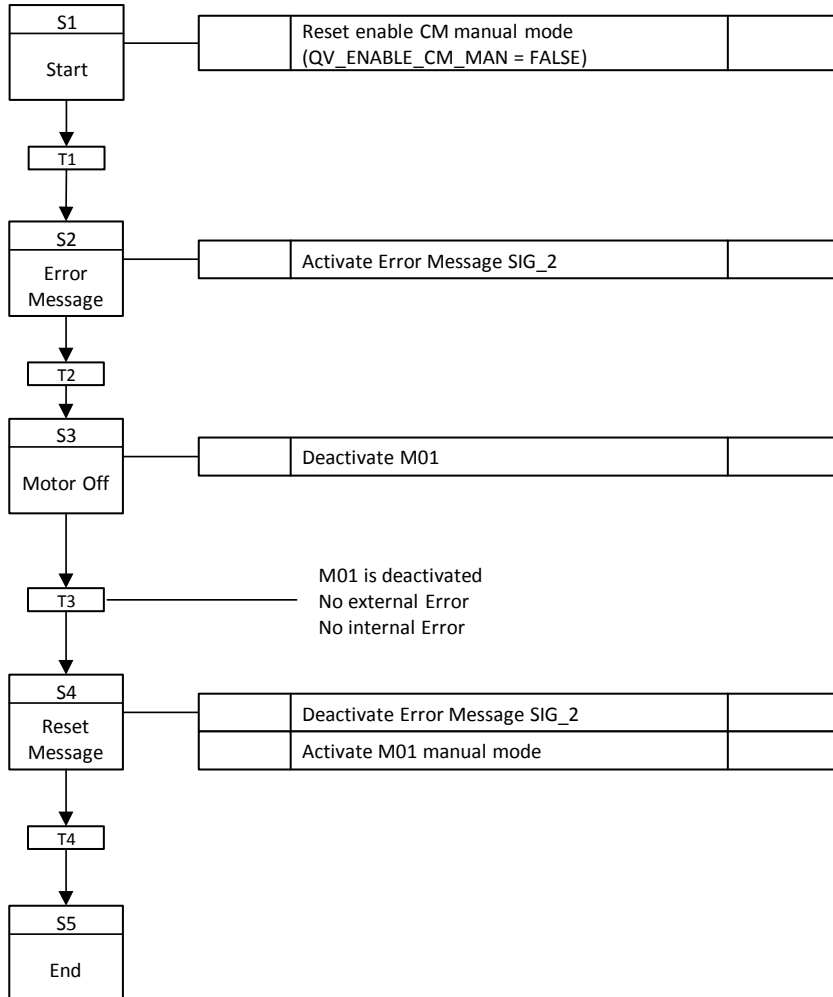 S1
Start
Reset enable CM manual mode
(QV_ENABLE_CM_MAN = FALSE)
T1
S2
Error
Message
Activate Error Message SIG_2
T2
S3
Motor Off
Deactivate M01
T3
M01 is deactivated
No external Error
No internal Error
S4
Reset
Message
Deactivate Error Message SIG_2
Activate M01 manual mode
T4
S5
End